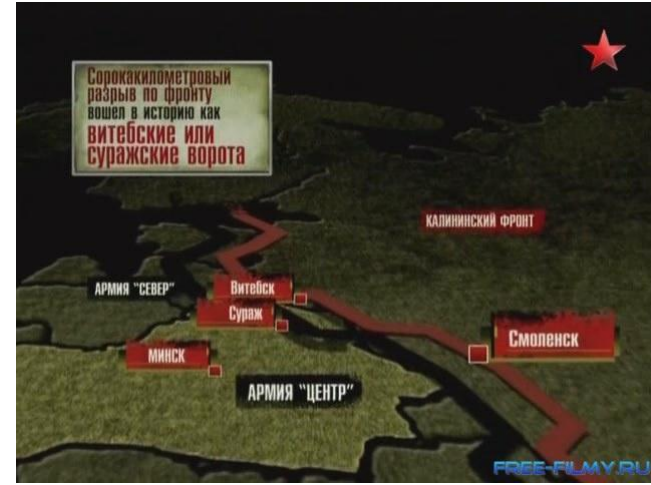 Сорокакилометровый
разрыв по фронту
вошел в историю как
витебские или
суражские ворота
КАЛИНИНСКИЙ ФРОНТ
АРМИЯ "СЕВЕР"
Витебск
Сураж
Смоленск
МИНСК
АРМИЯ "ЦЕНТР"
FREE-FILMY.RU